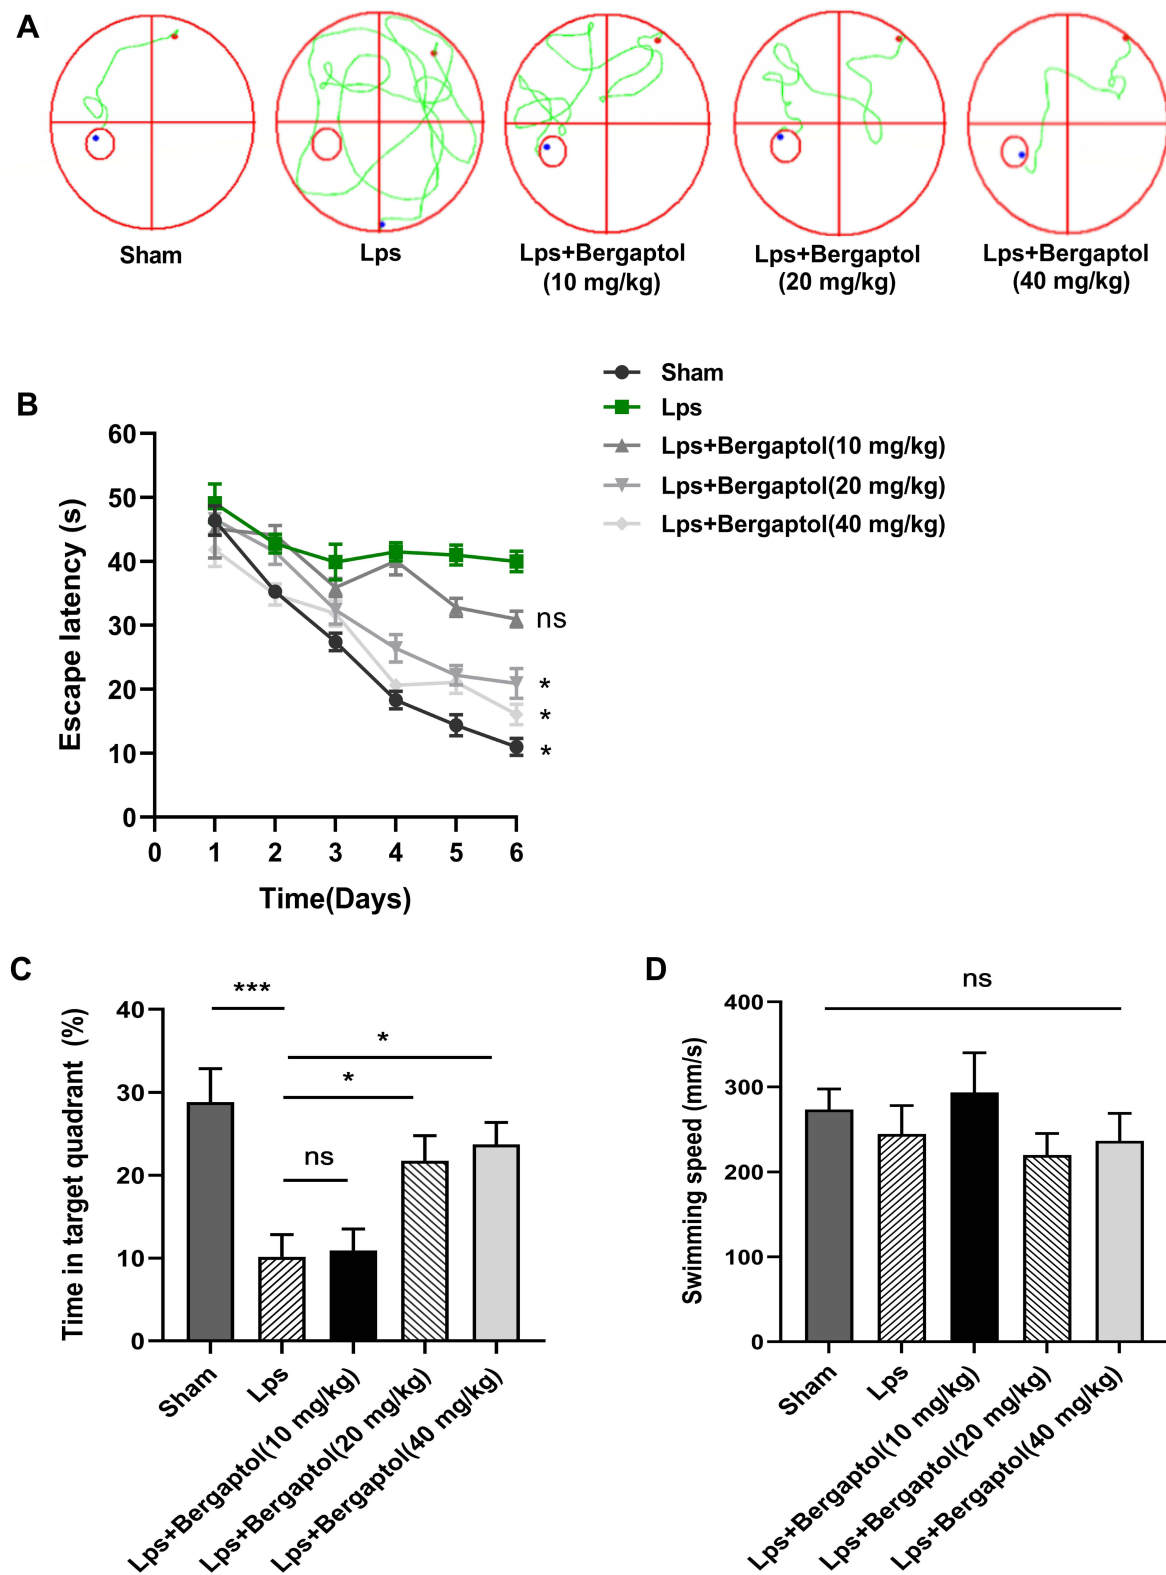 A
Sham
Lps
Lps+Bergaptol
(10 mg/kg)
Lps+Bergaptol
(20 mg/kg)
Lps+Bergaptol
(40 mg/kg)
B
Sham
Lps
Lps+Bergaptol(10 mg/kg)
Lps+Bergaptol(20 mg/kg)
Lps+Bergaptol(40 mg/kg)
Escape latency (s)
60
50
40
30
20
10
0
ns
*
*
*
0 1 2 3 4 5 6
Time(Days)
C
Time in target quadrant (%)
40
30
20
10
0
***
*
*
ns
Sham
Lps
Lps+Bergaptol(10 mg/kg)
Lps+Bergaptol(20 mg/kg)
Lps+Bergaptol(40 mg/kg)
D
Swimming speed (mm/s)
400
300
200
100
0
ns
Sham
Lps
Lps+Bergaptol(10 mg/kg)
Lps+Bergaptol(20 mg/kg)
Lps+Bergaptol(40 mg/kg)